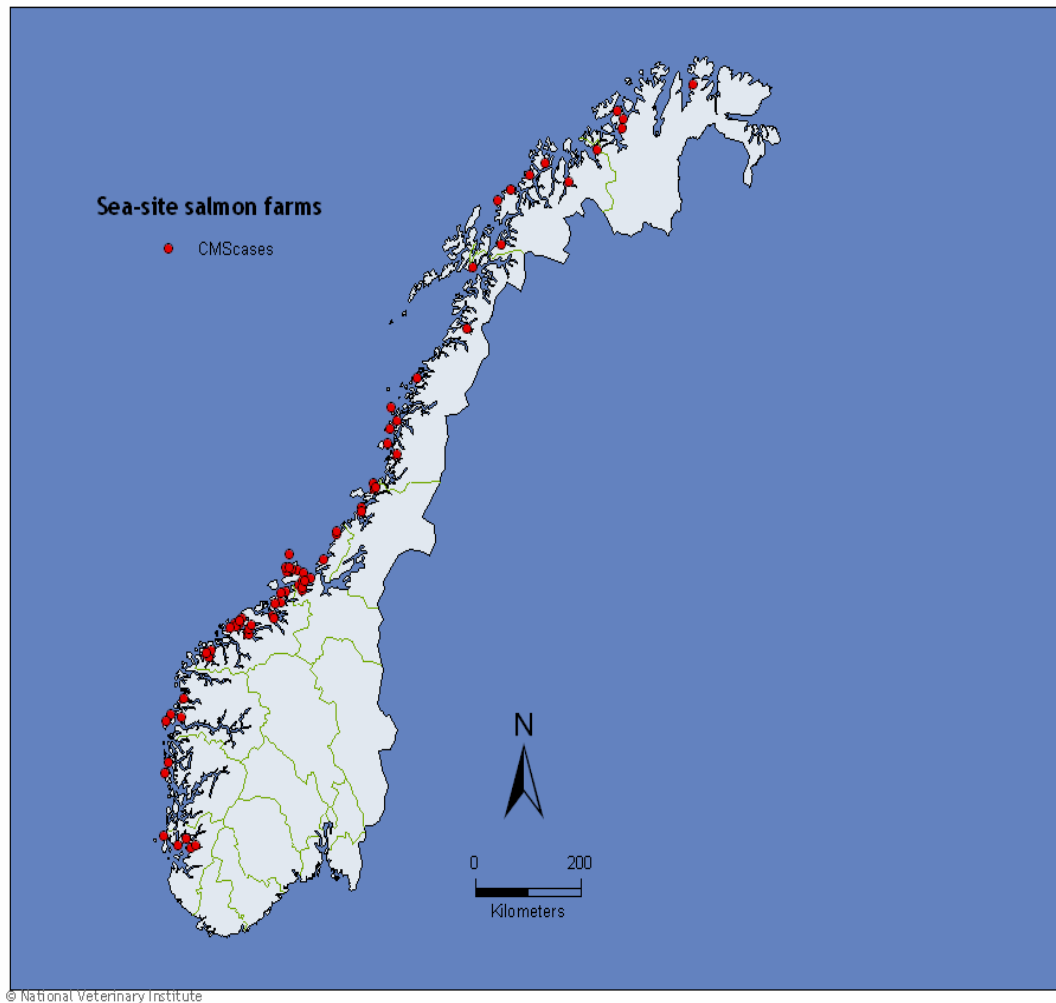 Sea-site salmon farms
CMScases
N
0 200
Kilometers
© National Veterinary Institute